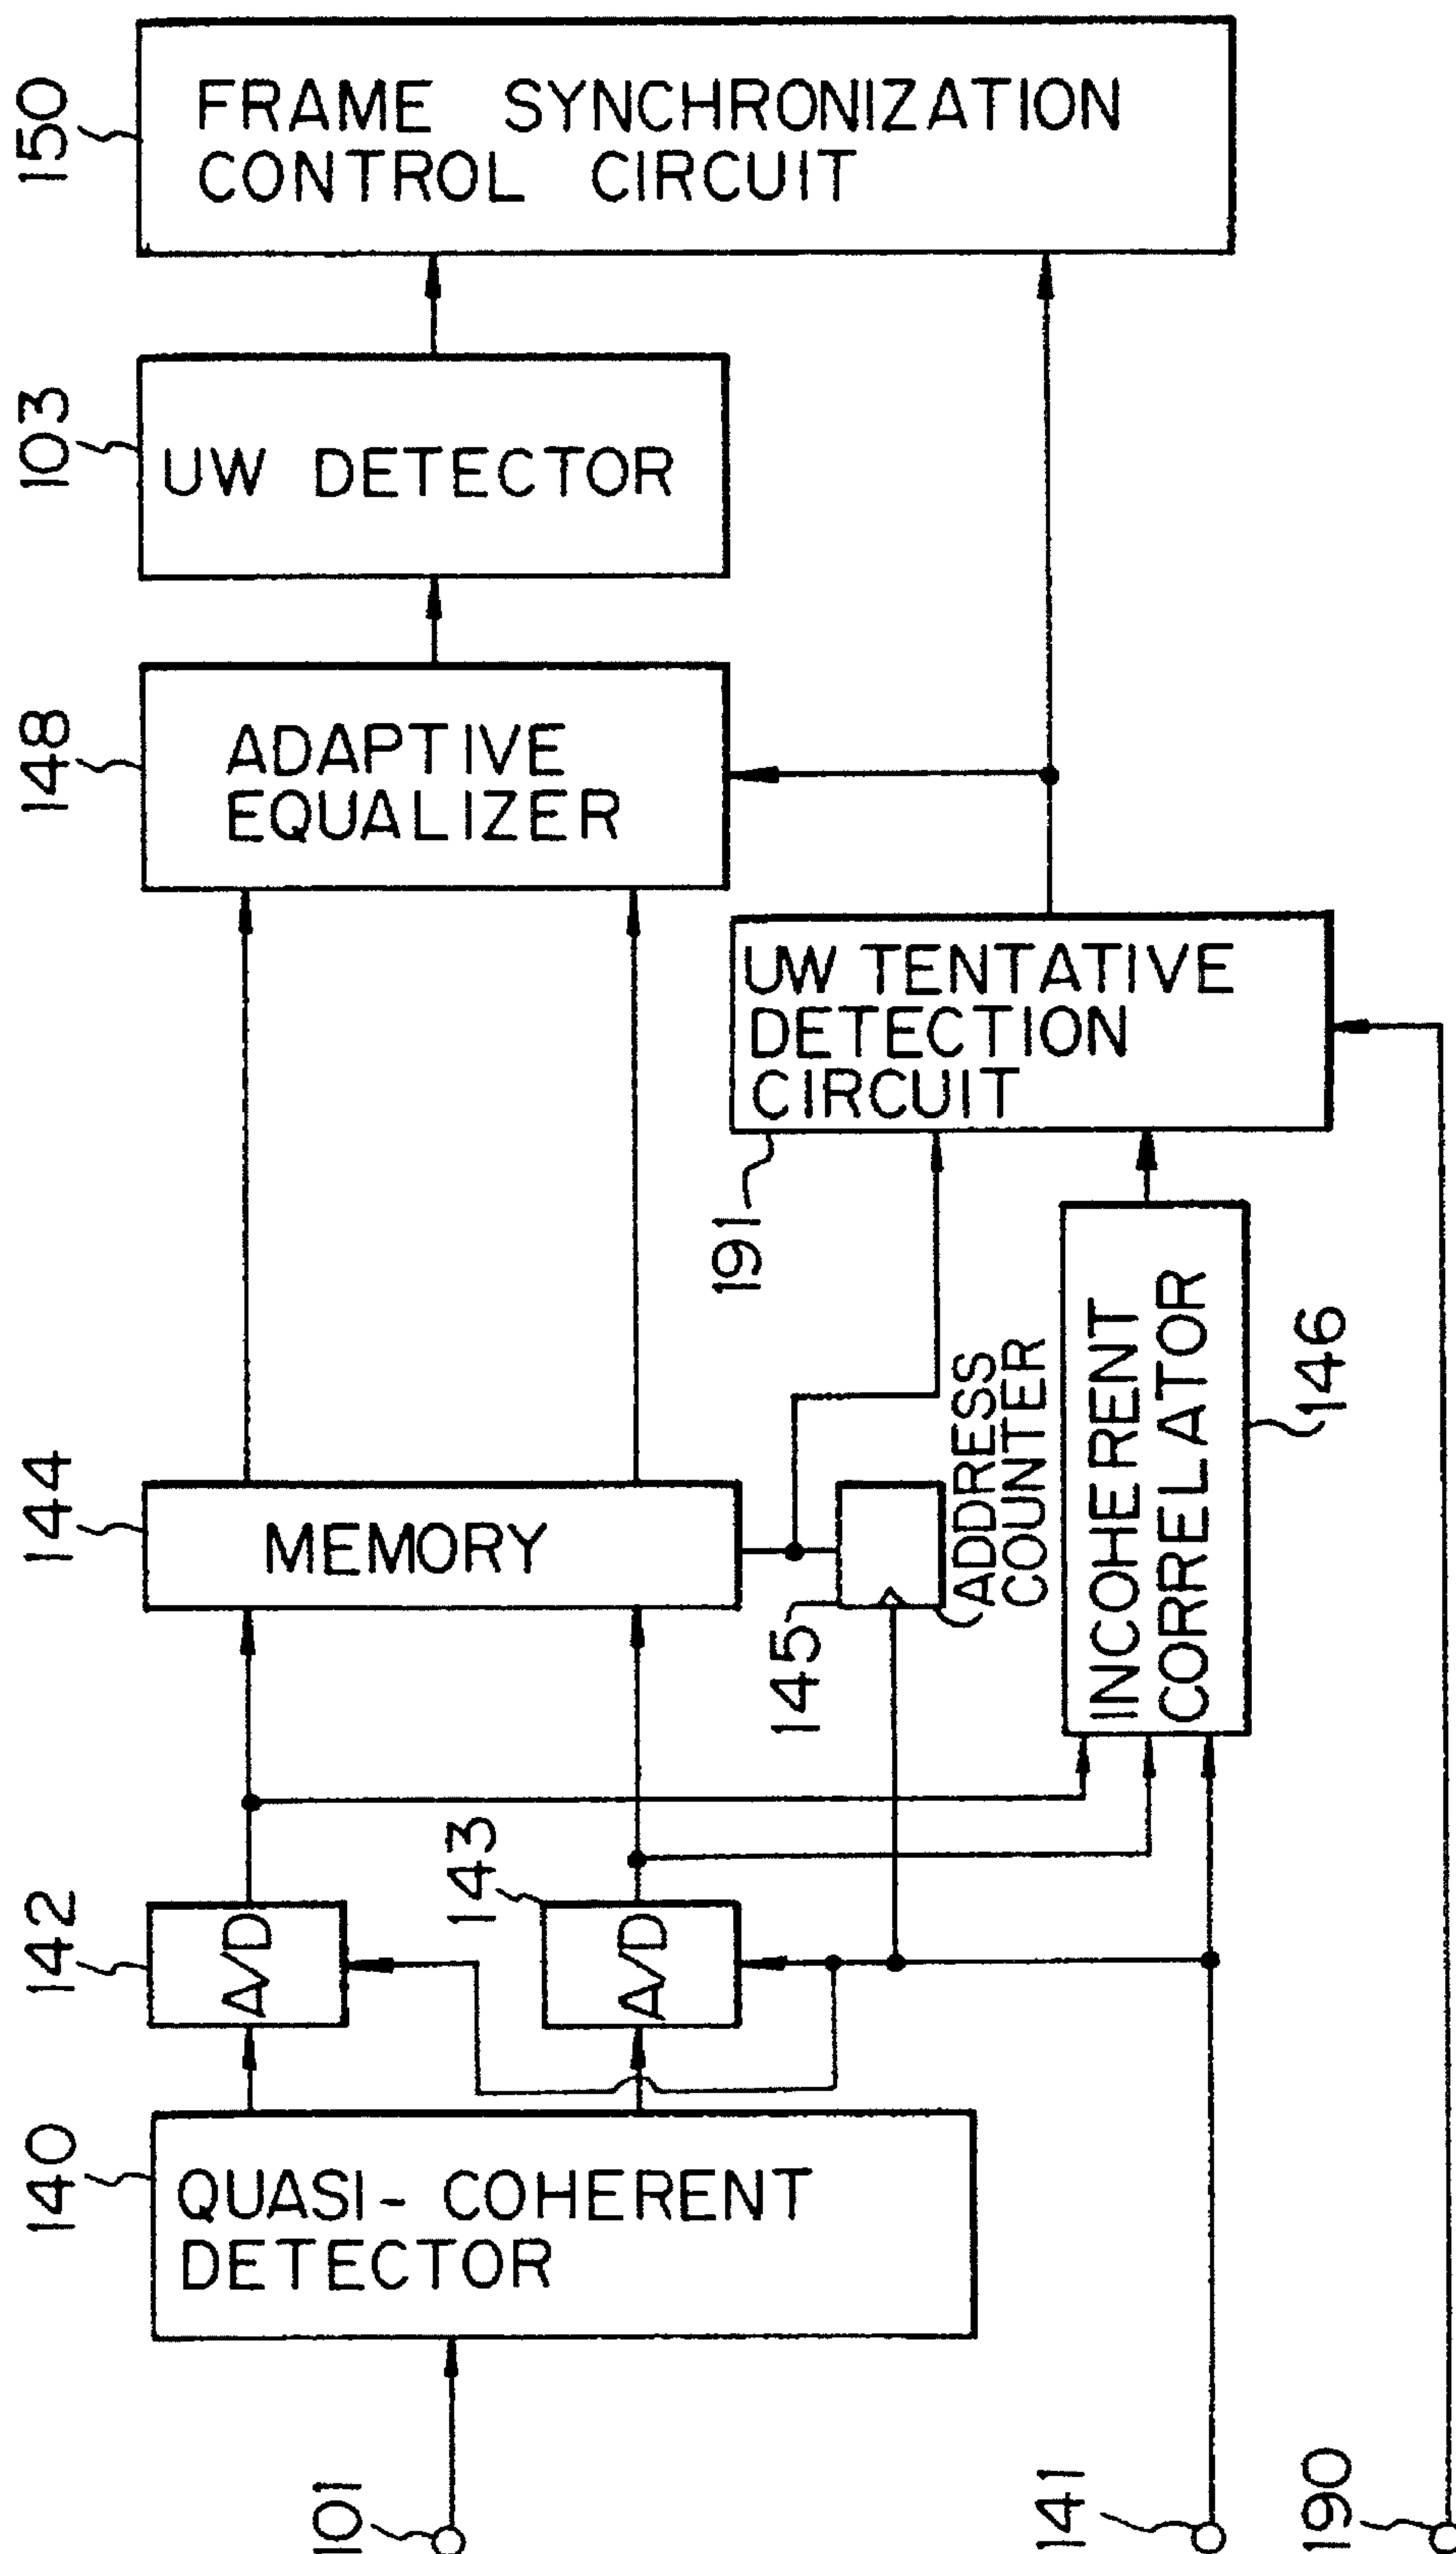 150
FRAME SYNCHRONIZATION
CONTROL CIRCUIT
103
UW DETECTOR
148
ADAPTIVE
EQUALIZER
UW TENTATIVE
DETECTION
CIRCUIT
191
144
MEMORY
145
ADDRESS
COUNTER
INCOHERENT
CORRELATOR
146
142
A/D
143
A/D
140
QUASI- COHERENT
DETECTOR
101
141
190